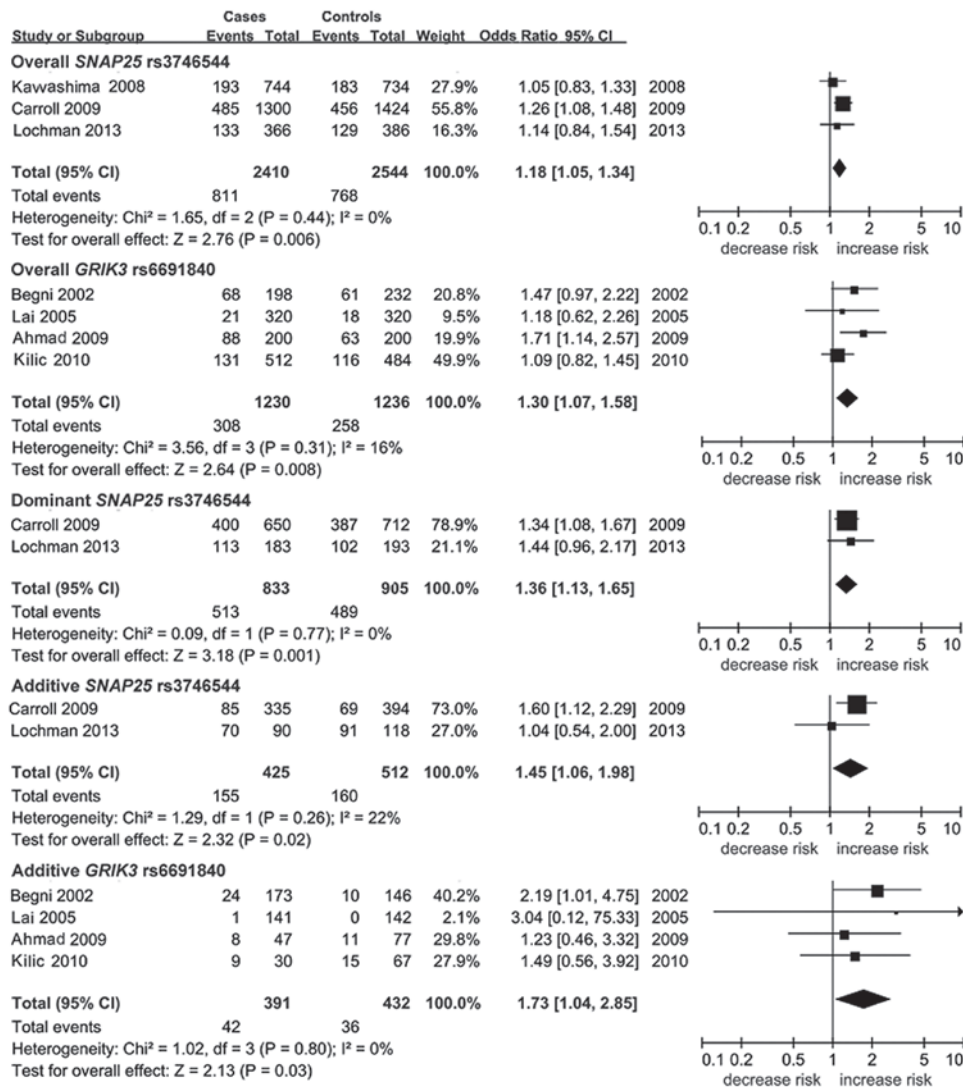 Cases Controls
Study or Subgroup Events Total Events Total Weight Odds Ratio 95% CI
Overall SNAP25 rs3746544
Kawashima 2008 193 744 183 734 27.9% 1.05 [0.83, 1.33] 2008
Carroll 2009 485 1300 456 1424 55.8% 1.26 [1.08, 1.48] 2009
Lochman 2013 133 366 129 386 16.3% 1.14 [0.84, 1.54] 2013
Total (95% CI) 2410 2544 100.0% 1.18 [1.05, 1.34]
Total events 811 768
Heterogeneity: Chi² = 1.65, df = 2 (P = 0.44); I² = 0%
Test for overall effect: Z = 2.76 (P = 0.006)
0.1 0.2 0.5 1 2 5 10
decrease risk increase risk
Overall GRIK3 rs6691840
Begni 2002 68 198 61 232 20.8% 1.47 [0.97, 2.22] 2002
Lai 2005 21 320 18 320 9.5% 1.18 [0.62, 2.26] 2005
Ahmad 2009 88 200 63 200 19.9% 1.71 [1.14, 2.57] 2009
Kilic 2010 131 512 116 484 49.9% 1.09 [0.82, 1.45] 2010
Total (95% CI) 1230 1236 100.0% 1.30 [1.07, 1.58]
Total events 308 258
Heterogeneity: Chi² = 3.56, df = 3 (P = 0.31); I² = 16%
Test for overall effect: Z = 2.64 (P = 0.008)
0.1 0.2 0.5 1 2 5 10
decrease risk increase risk
Dominant SNAP25 rs3746544
Carroll 2009 400 650 387 712 78.9% 1.34 [1.08, 1.67] 2009
Lochman 2013 113 183 102 193 21.1% 1.44 [0.96, 2.17] 2013
Total (95% CI) 833 905 100.0% 1.36 [1.13, 1.65]
Total events 513 489
Heterogeneity: Chi² = 0.09, df = 1 (P = 0.77); I² = 0%
Test for overall effect: Z = 3.18 (P = 0.001)
0.1 0.2 0.5 1 2 5 10
decrease risk increase risk
Additive SNAP25 rs3746544
Carroll 2009 85 335 69 394 73.0% 1.60 [1.12, 2.29] 2009
Lochman 2013 70 90 91 118 27.0% 1.04 [0.54, 2.00] 2013
Total (95% CI) 425 512 100.0% 1.45 [1.06, 1.98]
Total events 155 160
Heterogeneity: Chi² = 1.29, df = 1 (P = 0.26); I² = 22%
Test for overall effect: Z = 2.32 (P = 0.02)
0.1 0.2 0.5 1 2 5 10
decrease risk increase risk
Additive GRIK3 rs6691840
Begni 2002 24 173 10 146 40.2% 2.19 [1.01, 4.75] 2002
Lai 2005 1 141 0 142 2.1% 3.04 [0.12, 75.33] 2005
Ahmad 2009 8 47 11 77 29.8% 1.23 [0.46, 3.32] 2009
Kilic 2010 9 30 15 67 27.9% 1.49 [0.56, 3.92] 2010
Total (95% CI) 391 432 100.0% 1.73 [1.04, 2.85]
Total events 42 36
Heterogeneity: Chi² = 1.02, df = 3 (P = 0.80); I² = 0%
Test for overall effect: Z = 2.13 (P = 0.03)
0.1 0.2 0.5 1 2 5 10
decrease risk increase risk